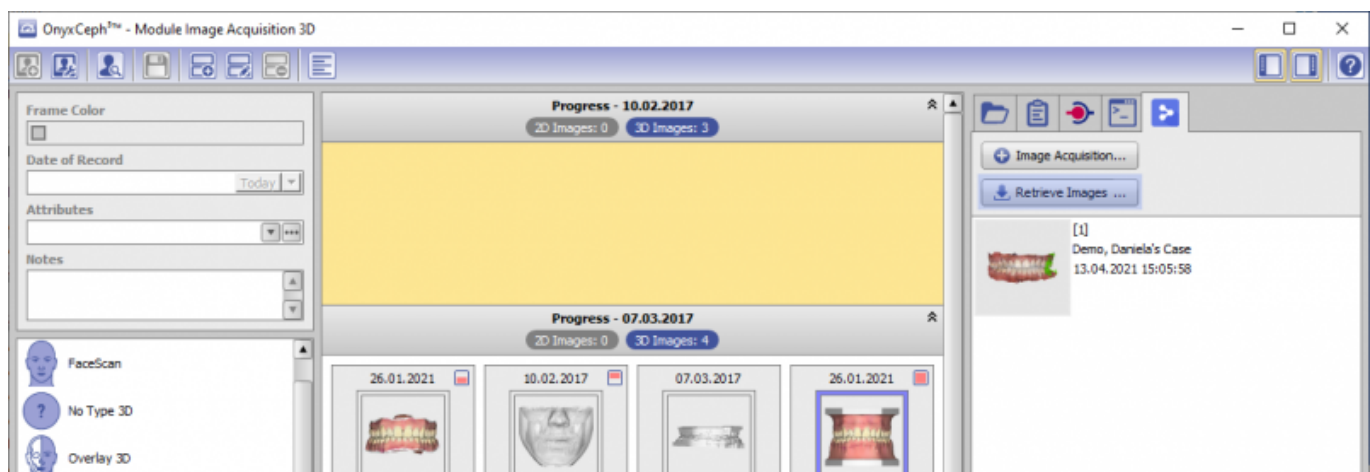 OnyxCeph³™ - Module Image Acquisition 3D
Frame Color
Date of Record
Today
Attributes
Notes
FaceScan
No Type 3D
Overlay 3D
Progress - 10.02.2017
2D Images: 0 3D Images: 3
Progress - 07.03.2017
2D Images: 0 3D Images: 4
26.01.2021 10.02.2017 07.03.2017 26.01.2021
Image Acquisition...
Retrieve Images ...
[1]
Demo, Daniela's Case
13.04.2021 15:05:58